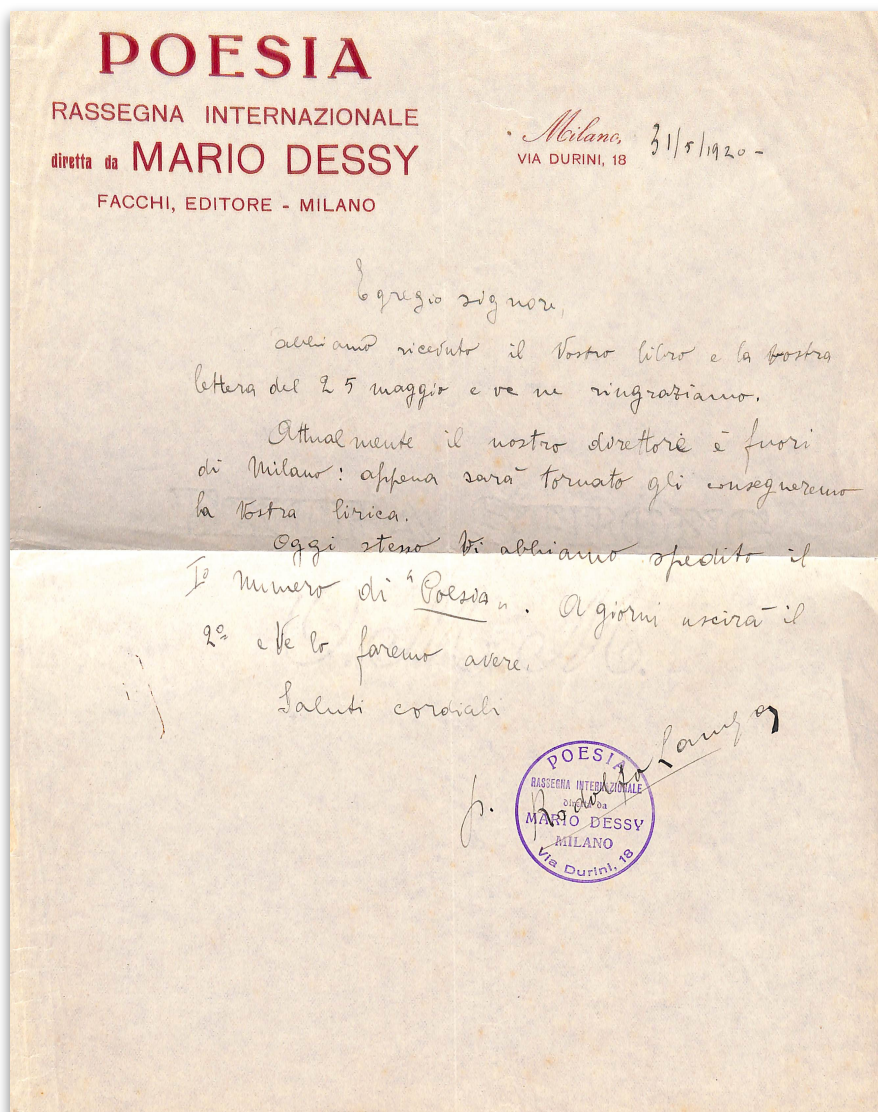 POESIA
RASSEGNA INTERNAZIONALE
diretta da MARIO DESSY
FACCHI, EDITORE - MILANO
Milano, 31/5/1920 -
VIA DURINI, 18
Egregio signore,
abbiamo ricevuto il Vostro libro e la vostra
lettera del 25 maggio e ve ne ringraziamo.
Attualmente il nostro direttore è fuori
di Milano: appena sarà tornato gli consegneremo
la Vostra lirica.
Oggi stesso Vi abbiamo spedito il
I° numero di "Poesia". A giorni uscirà il
2° e Ve lo faremo avere.
Saluti cordiali
p. Rodolfo
POESIA
RASSEGNA INTERNAZIONALE
diretta da
MARIO DESSY
MILANO
Via Durini, 18